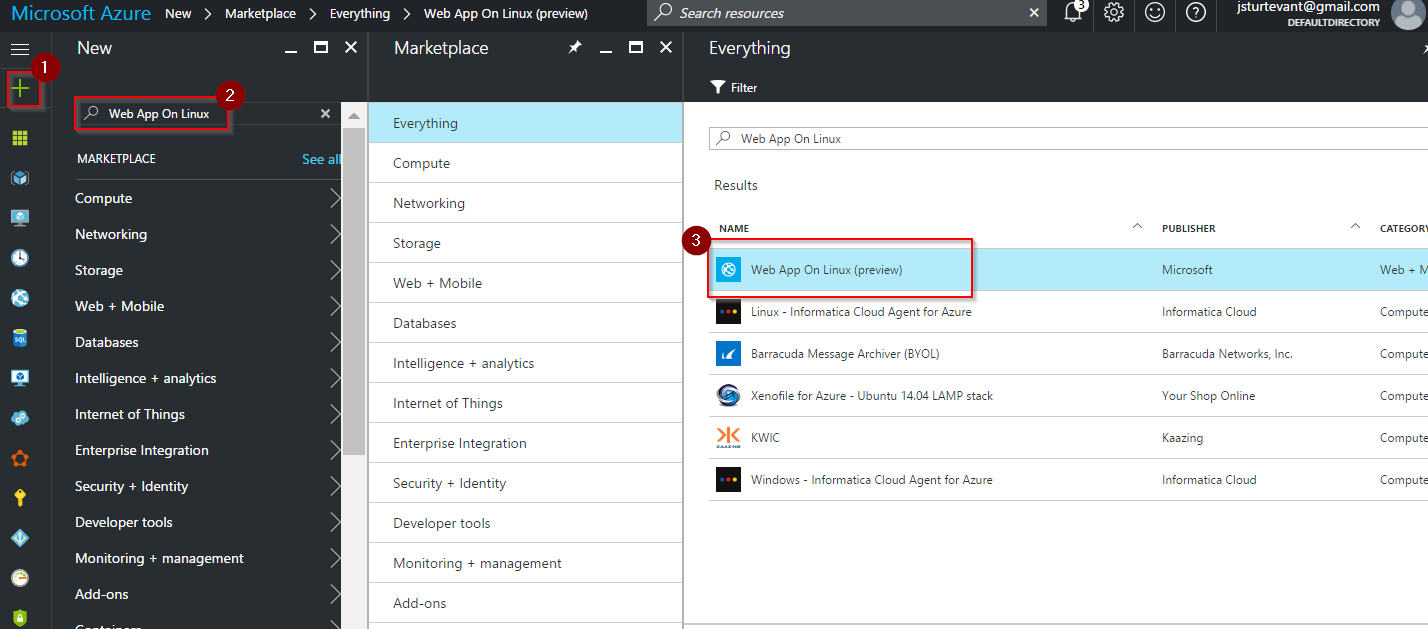 Microsoft Azure New > Marketplace > Everything > Web App On Linux (preview)
Search resources
3
jsturtevant@gmail.com
DEFAULTDIRECTORY
1
New
2
Web App On Linux
MARKETPLACE
See all
Compute
Networking
Storage
Web + Mobile
Databases
Intelligence + analytics
Internet of Things
Enterprise Integration
Security + Identity
Developer tools
Monitoring + management
Add-ons
Containers
SQL
Marketplace
Everything
Compute
Networking
Storage
Web + Mobile
Databases
Intelligence + analytics
Internet of Things
Enterprise Integration
Security + Identity
Developer tools
Monitoring + management
Add-ons
Everything
Filter
Web App On Linux
Results
NAME PUBLISHER CATEGORY
3
Web App On Linux (preview) Microsoft Web + M
Linux - Informatica Cloud Agent for Azure Informatica Cloud Compute
Barracuda Message Archiver (BYOL) Barracuda Networks, Inc. Compute
Xenofile for Azure - Ubuntu 14.04 LAMP stack Your Shop Online Compute
KWIC Kaazing Compute
Windows - Informatica Cloud Agent for Azure Informatica Cloud Compute